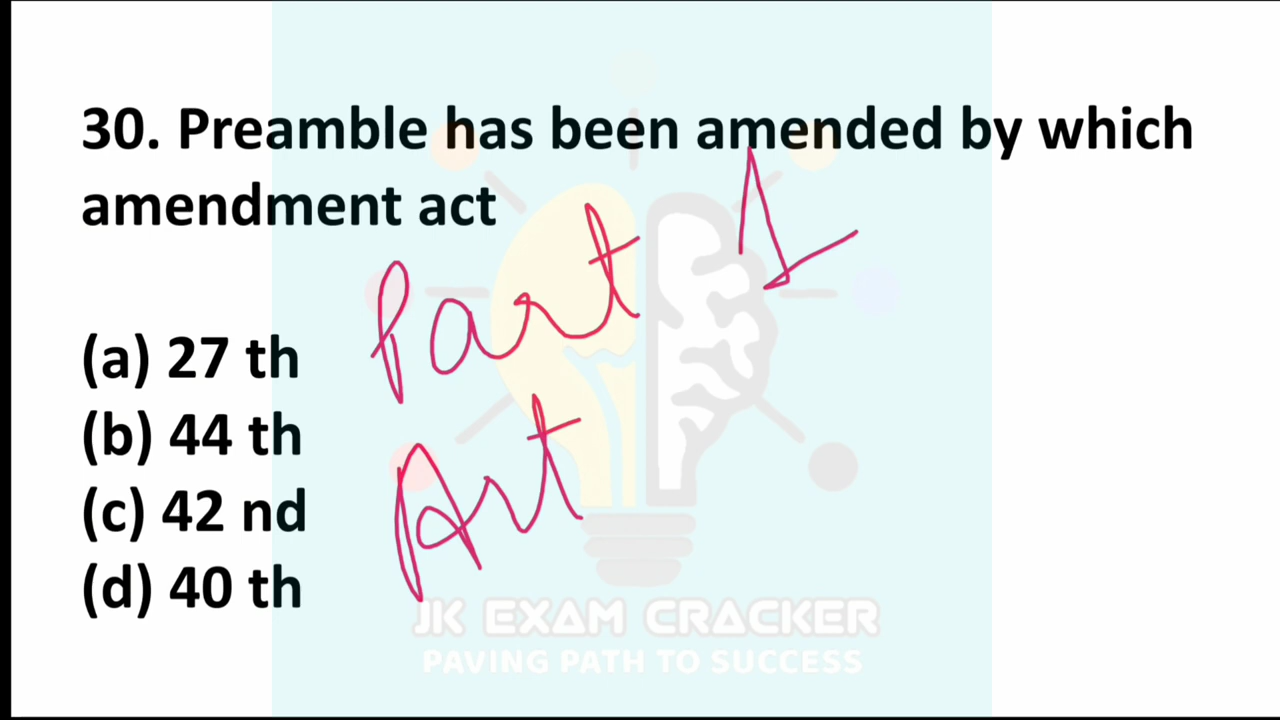 30. Preamble has been amended by which
amendment act
Part 1
(a) 27 th
(b) 44 th
Art
(c) 42 nd
(d) 40 th
JK EXAM CRACKER
PAVING PATH TO SUCCESS